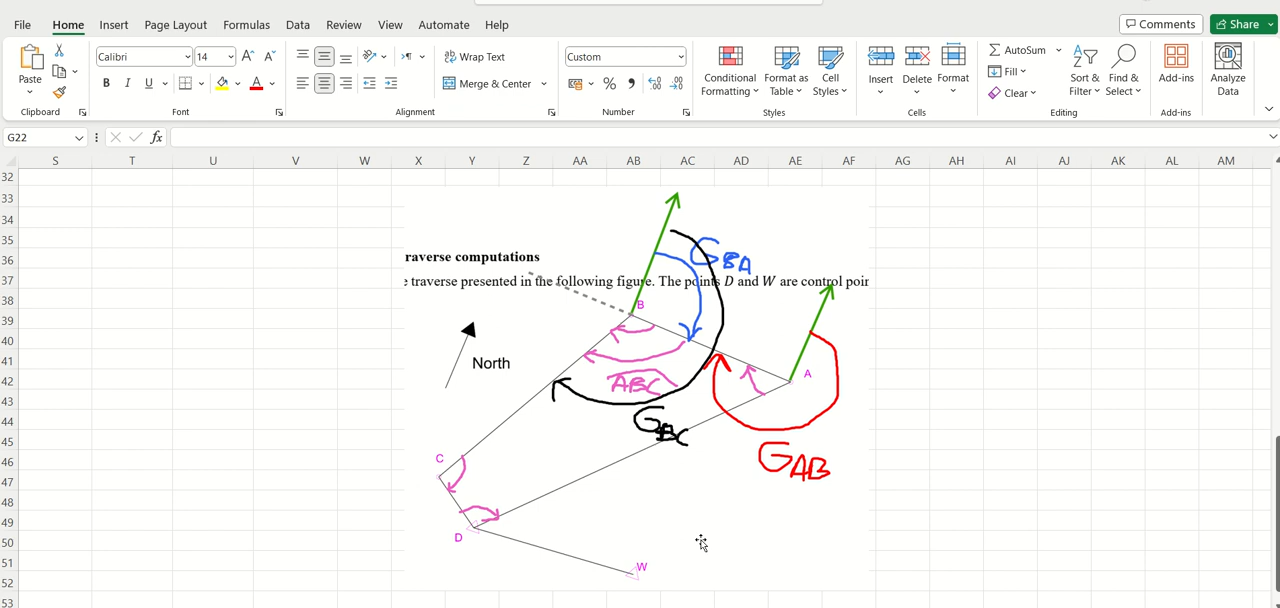 File Home Insert Page Layout Formulas Data Review View Automate Help Comments Share
Calibri 14 Wrap Text Custom AutoSum
Paste B I U Merge & Center Conditional Formatting Format as Table Cell Styles Insert Delete Format Fill Clear Sort & Filter Find & Select Add-ins Analyze Data
Clipboard Font Alignment Number Styles Cells Editing Add-ins
G22 fx
S T U V W X Y Z AA AB AC AD AE AF AG AH AI AJ AK AL AM
32
33
34
35
36
37
38
39
40
41
42
43
44
45
46
47
48
49
50
51
52
53
raverse computations
e traverse presented in the following figure. The points D and W are control poin
GBA
B
North
A
ABC
GBC
GAB
C
D
W